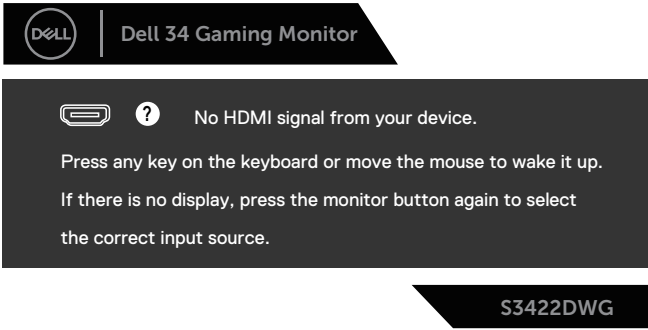 DELL
Dell 34 Gaming Monitor
?
No HDMI signal from your device.
Press any key on the keyboard or move the mouse to wake it up.
If there is no display, press the monitor button again to select
the correct input source.
S3422DWG